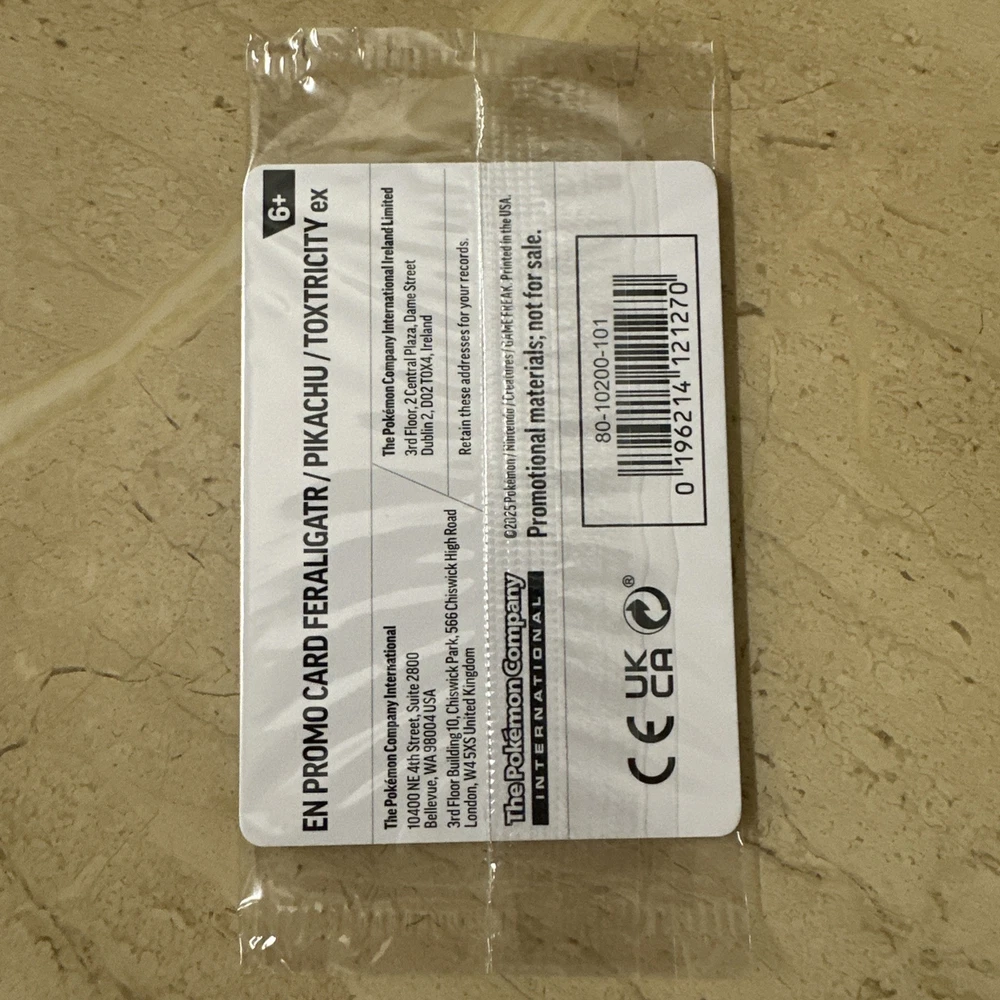 6+
EN PROMO CARD FERALIGATR / PIKACHU / TOXTRICITY ex
The Pokémon Company International
10400 NE 4th Street, Suite 2800
Bellevue, WA 98004 USA
3rd Floor Building 10, Chiswick Park, 566 Chiswick High Road
London, W4 5XS United Kingdom
The Pokémon Company International Ireland Limited
3rd Floor, 2 Central Plaza, Dame Street
Dublin 2, D02 T0X4, Ireland
Retain these addresses for your records.
The Pokémon Company
INTERNATIONAL
©2025 Pokémon / Nintendo / Creatures / GAME FREAK. Printed in the USA.
Promotional materials; not for sale.
CE
UK
CA
®
80-10200-101
0 196214 121270